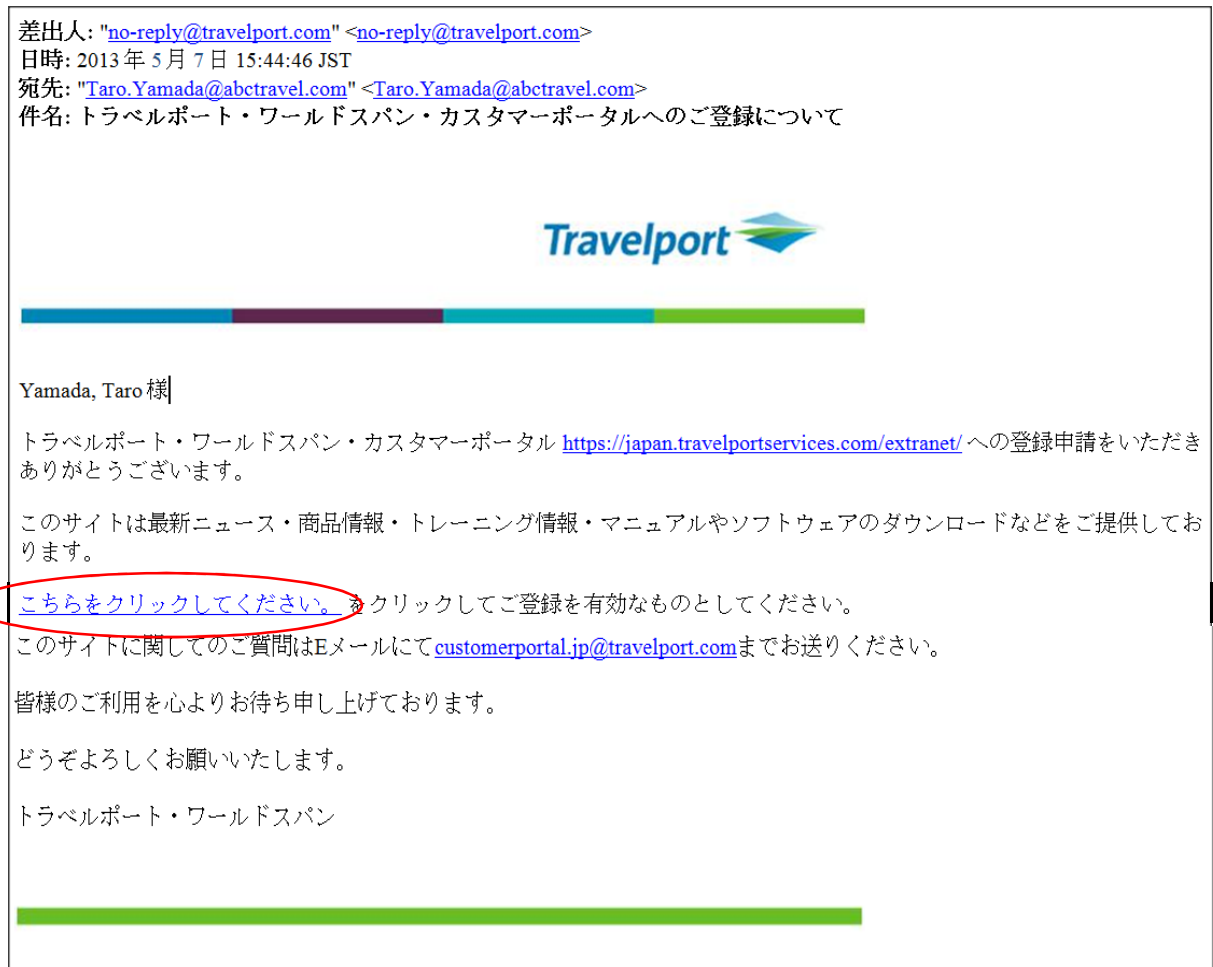 差出人: "no-reply@travelport.com" <no-reply@travelport.com>
日時: 2013 年 5 月 7 日 15:44:46 JST
宛先: "Taro.Yamada@abctravel.com" <Taro.Yamada@abctravel.com>
件名: トラベルポート・ワールドスパン・カスタマーポータルへのご登録について
Travelport
Yamada, Taro 様
トラベルポート・ワールドスパン・カスタマーポータル https://japan.travelportservices.com/extranet/ への登録申請をいただき
ありがとうございます。
このサイトは最新ニュース・商品情報・トレーニング情報・マニュアルやソフトウェアのダウンロードなどをご提供してお
ります。
こちらをクリックしてください。 をクリックしてご登録を有効なものとしてください。
このサイトに関してのご質問はEメールにてcustomerportal.jp@travelport.comまでお送りください。
皆様のご利用を心よりお待ち申し上げております。
どうぞよろしくお願いいたします。
トラベルポート・ワールドスパン